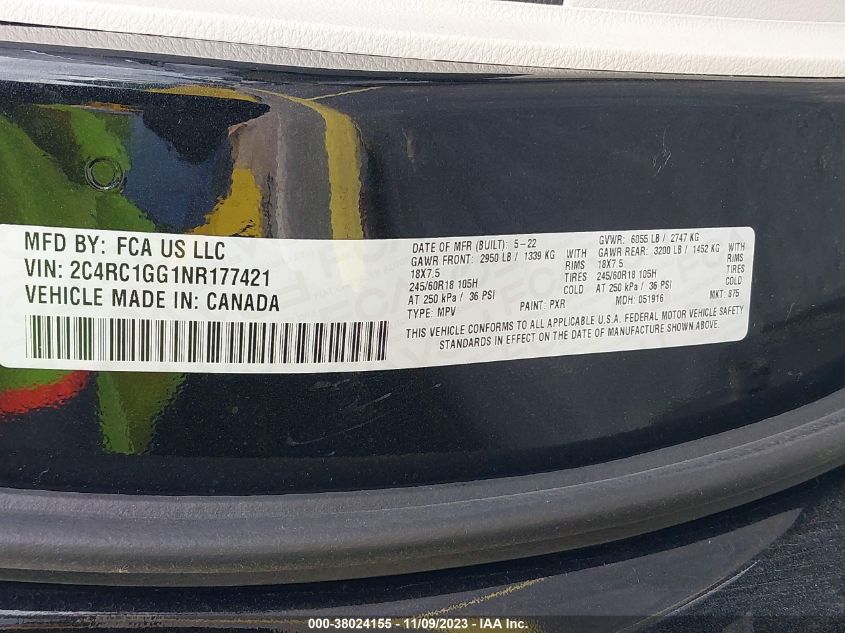 MFD BY: FCA US LLC
VIN: 2C4RC1GG1NR177421
VEHICLE MADE IN: CANADA
DATE OF MFR (BUILT): 5-22 GVWR: 6055 LB / 2747 KG
GAWR FRONT: 2950 LB / 1339 KG WITH GAWR REAR: 3200 LB / 1452 KG WITH
18X7.5 RIMS 18X7.5 RIMS
245/60R18 105H TIRES 245/60R18 105H TIRES
AT 250 kPa / 36 PSI COLD AT 250 kPa / 36 PSI COLD
TYPE: MPV PAINT: PXR MDH: 051916 MKT: 875
THIS VEHICLE CONFORMS TO ALL APPLICABLE U.S.A. FEDERAL MOTOR VEHICLE SAFETY
STANDARDS IN EFFECT ON THE DATE OF MANUFACTURE SHOWN ABOVE.
000-38024155 - 11/09/2023 - IAA Inc.